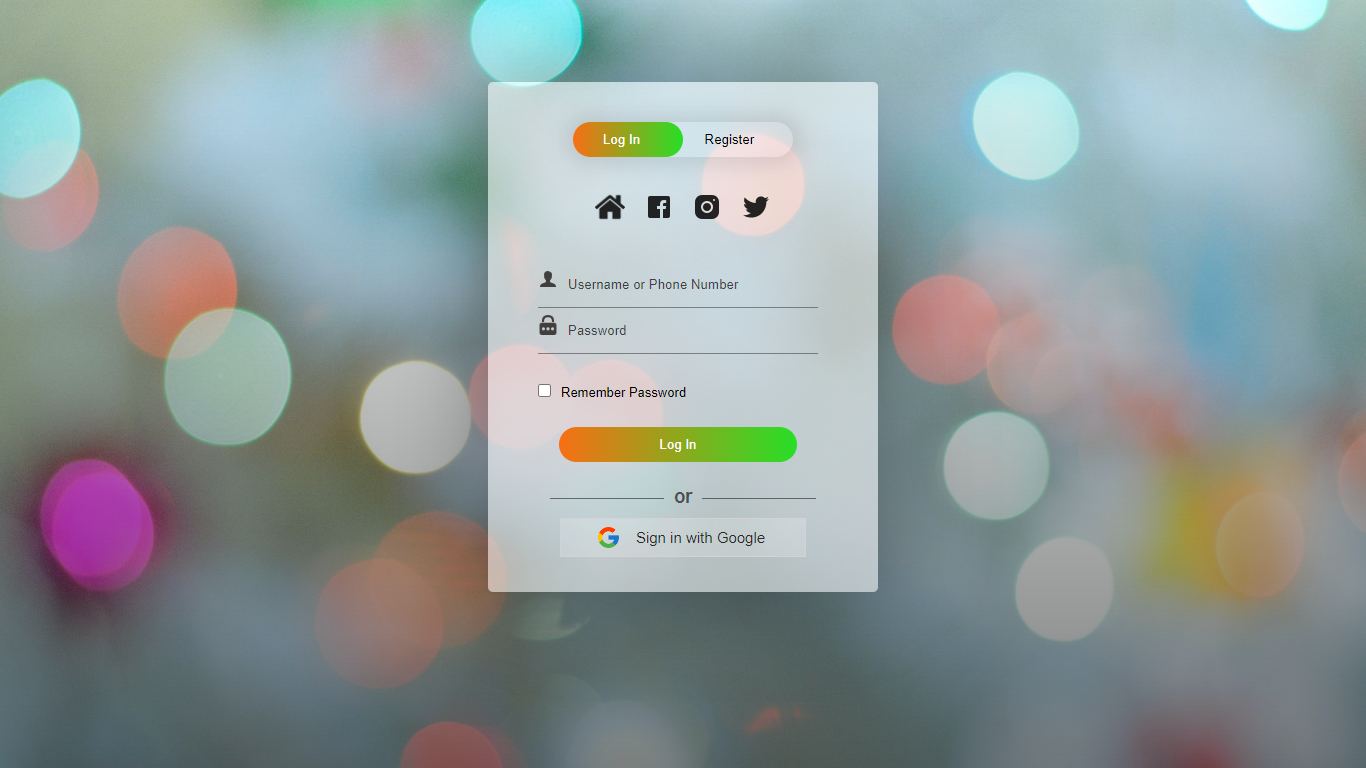 Log In Register
Username or Phone Number
Password
Remember Password
Log In
or
Sign in with Google